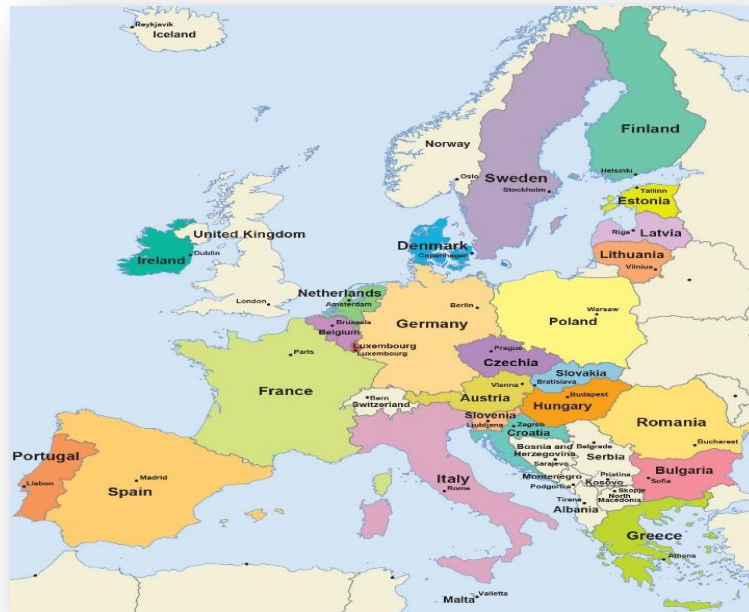 Reykjavik
Iceland
Norway
Oslo
Sweden
Stockholm
Finland
Helsinki
Tallinn
Estonia
Riga
Latvia
Lithuania
Vilnius
United Kingdom
Ireland
Dublin
London
Denmark
Copenhagen
Netherlands
Amsterdam
Brussels
Belgium
Luxembourg
Luxembourg
Berlin
Germany
Warsaw
Poland
Prague
Czechia
Paris
France
Bern
Switzerland
Vienna
Austria
Slovakia
Bratislava
Budapest
Hungary
Slovenia
Ljubljana
Zagreb
Croatia
Romania
Bucharest
Bosnia and
Herzegovina
Sarajevo
Belgrade
Serbia
Montenegro
Podgorica
Pristina
Kosovo
Skopje
North
Macedonia
Sofia
Bulgaria
Tirana
Albania
Portugal
Lisbon
Madrid
Spain
Italy
Roma
Greece
Athens
Malta
Valletta